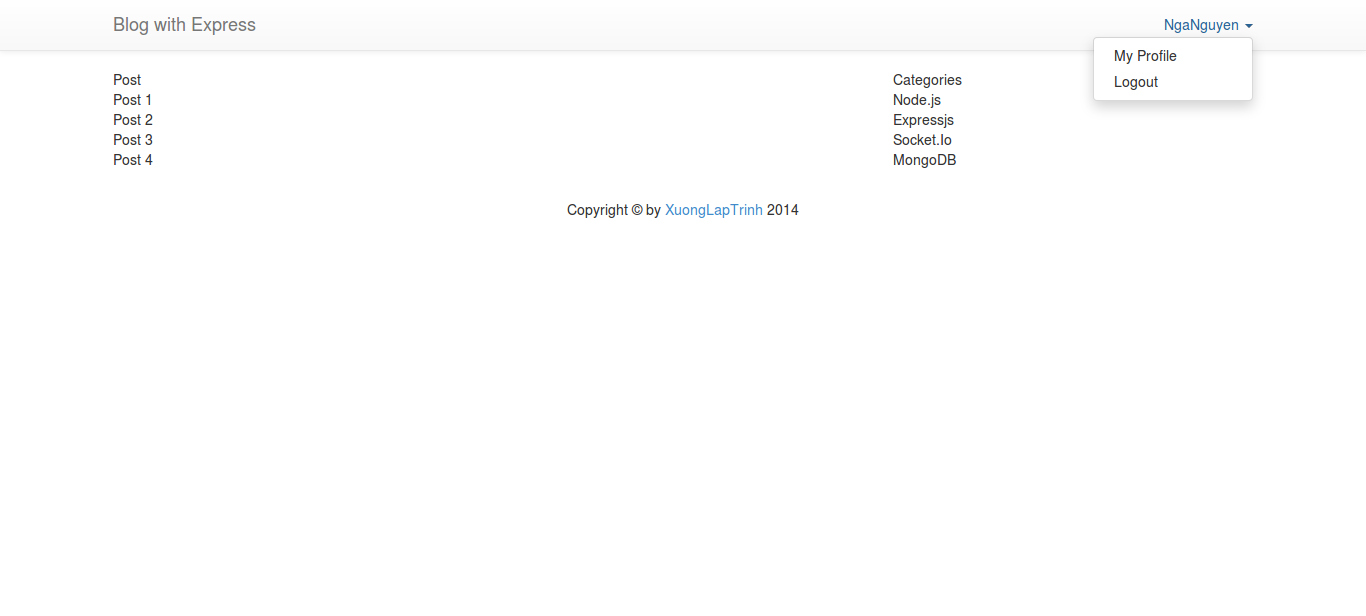 Blog with Express
NgaNguyen
My Profile
Logout
Post
Post 1
Post 2
Post 3
Post 4
Categories
Node.js
Expressjs
Socket.Io
MongoDB
Copyright © by XuongLapTrinh 2014